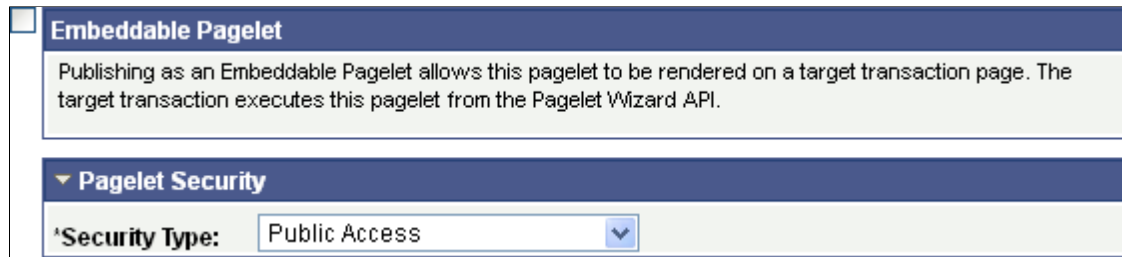 Embeddable Pagelet
Publishing as an Embeddable Pagelet allows this pagelet to be rendered on a target transaction page. The
target transaction executes this pagelet from the Pagelet Wizard API.
Pagelet Security
*Security Type: Public Access